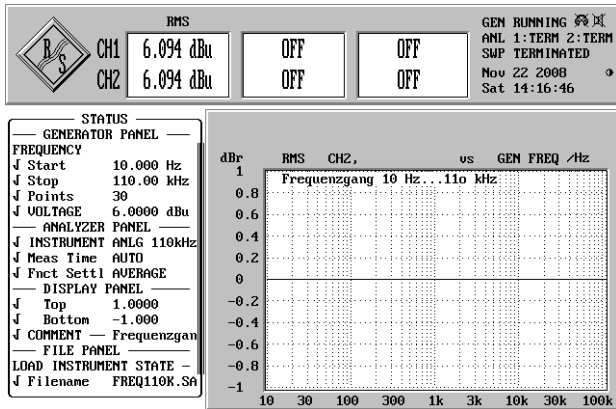 RMS
R S
CH1 6.094 dBu OFF OFF
CH2 6.094 dBu OFF OFF
GEN RUNNING
ANL 1:TERM 2:TERM
SWP TERMINATED
Nov 22 2008
Sat 14:16:46
STATUS
GENERATOR PANEL
FREQUENCY
Start 10.000 Hz
Stop 110.00 kHz
Points 30
VOLTAGE 6.0000 dBu
ANALYZER PANEL
INSTRUMENT ANLG 110kHz
Meas Time AUTO
Fnct Settl AVERAGE
DISPLAY PANEL
Top 1.0000
Bottom -1.000
COMMENT — Frequenzgan
FILE PANEL
LOAD INSTRUMENT STATE -
Filename FREQ110K.SA
dBr RMS CH2, vs GEN FREQ /Hz
Frequenzgang 10 Hz...11o kHz
1
0.8
0.6
0.4
0.2
0
-0.2
-0.4
-0.6
-0.8
-1
10 30 100 300 1k 3k 10k 30k 100k